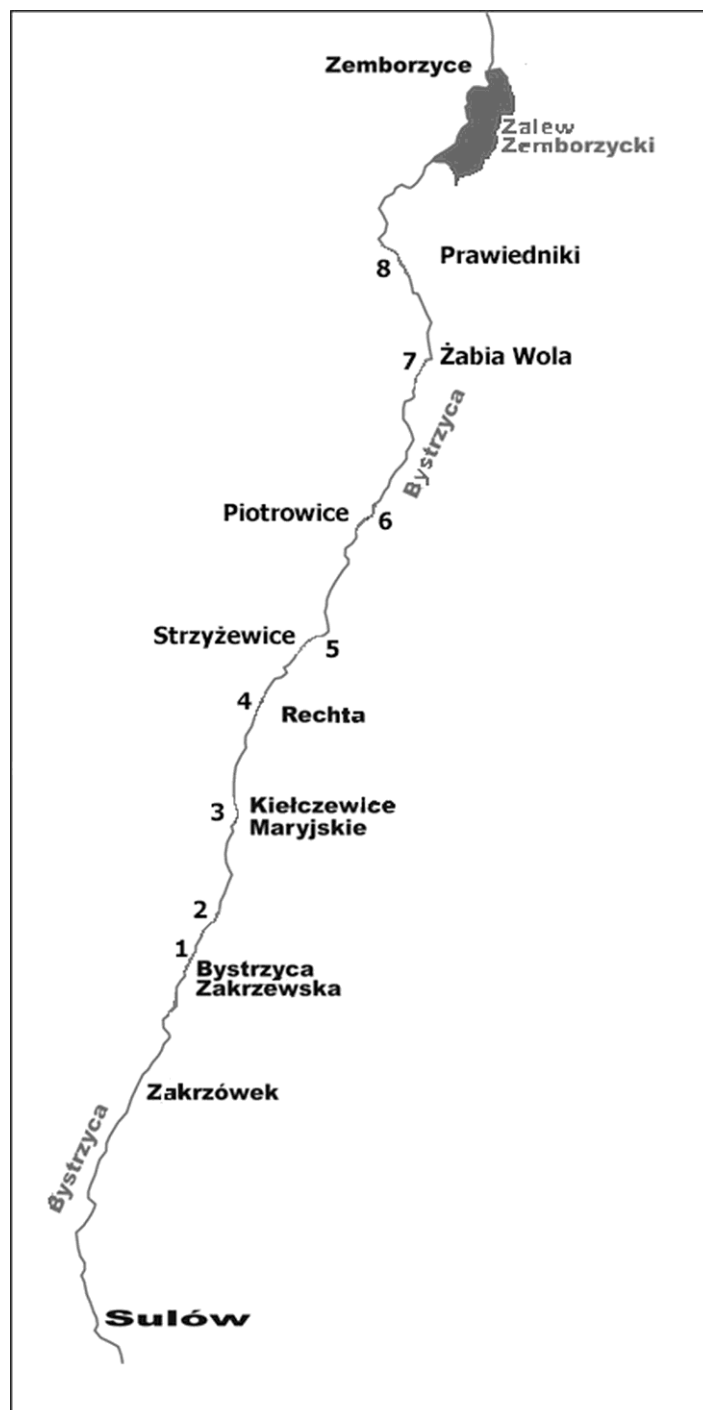 Zemborzyce
Zalew
Zemborzycki
Prawiedniki
8
Żabia Wola
7
Bystrzyca
Piotrowice
6
Strzyżewice
5
4
Rechta
3
Kiełczewice
Maryjskie
2
1
Bystrzyca
Zakrzewska
Zakrzówek
Bystrzyca
Sulów